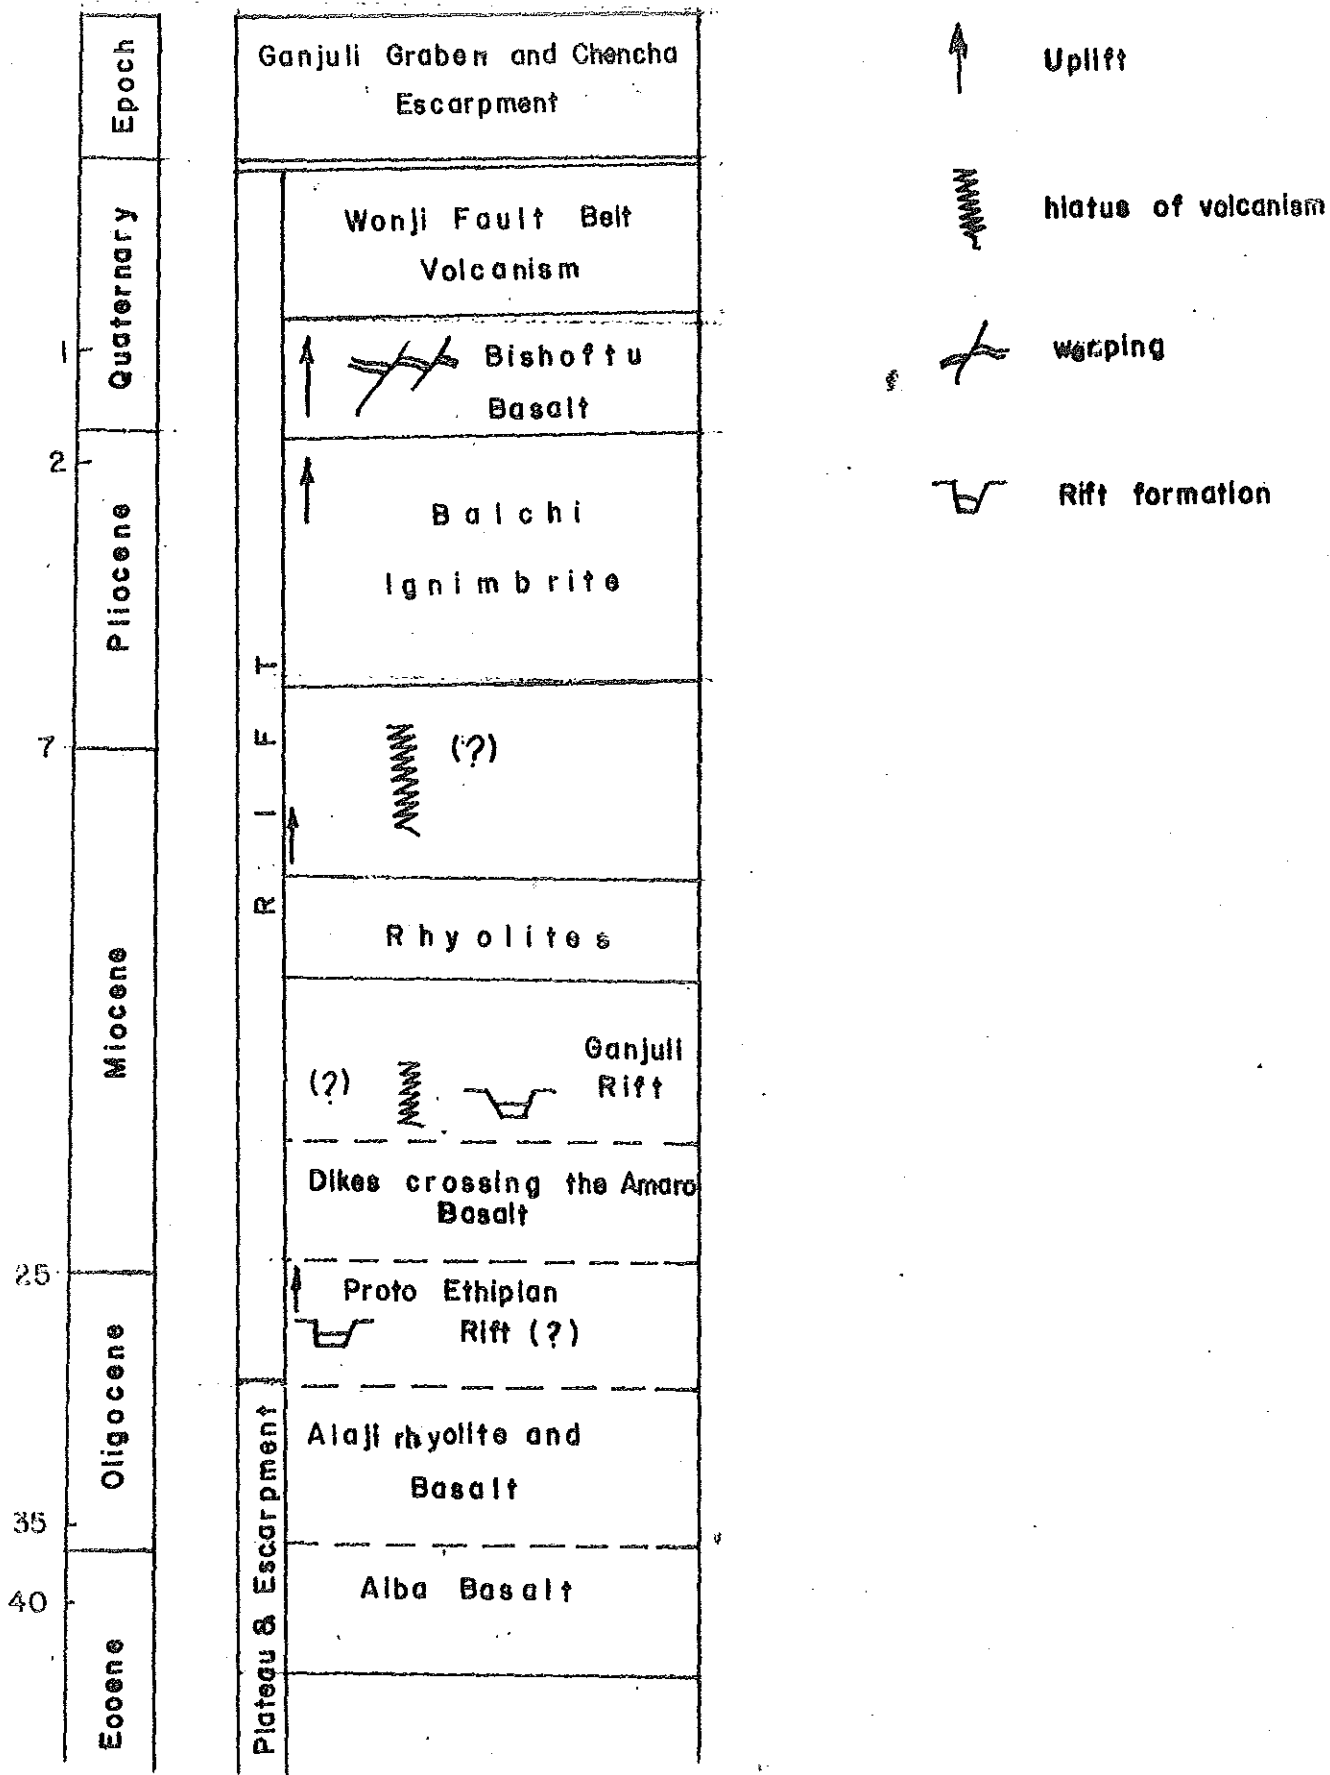 Epoch
Ganjuli Graben and Chencha
Escarpment
Quaternary
1
Wonji Fault Belt
Volcanism
Bishoftu
Basalt
2
Pliocene
Balchi
Ignimbrite
7
(?)
RIFT
Miocene
Rhyolites
Ganjuli
(?)
Rift
Dikes crossing the Amaro
Basalt
25
Proto Ethipian
Rift (?)
Oligocene
Alaji rhyolite and
Basalt
35
Plateau & Escarpment
Alba Basalt
40
Eocene
Uplift
hiatus of volcanism
warping
Rift formation